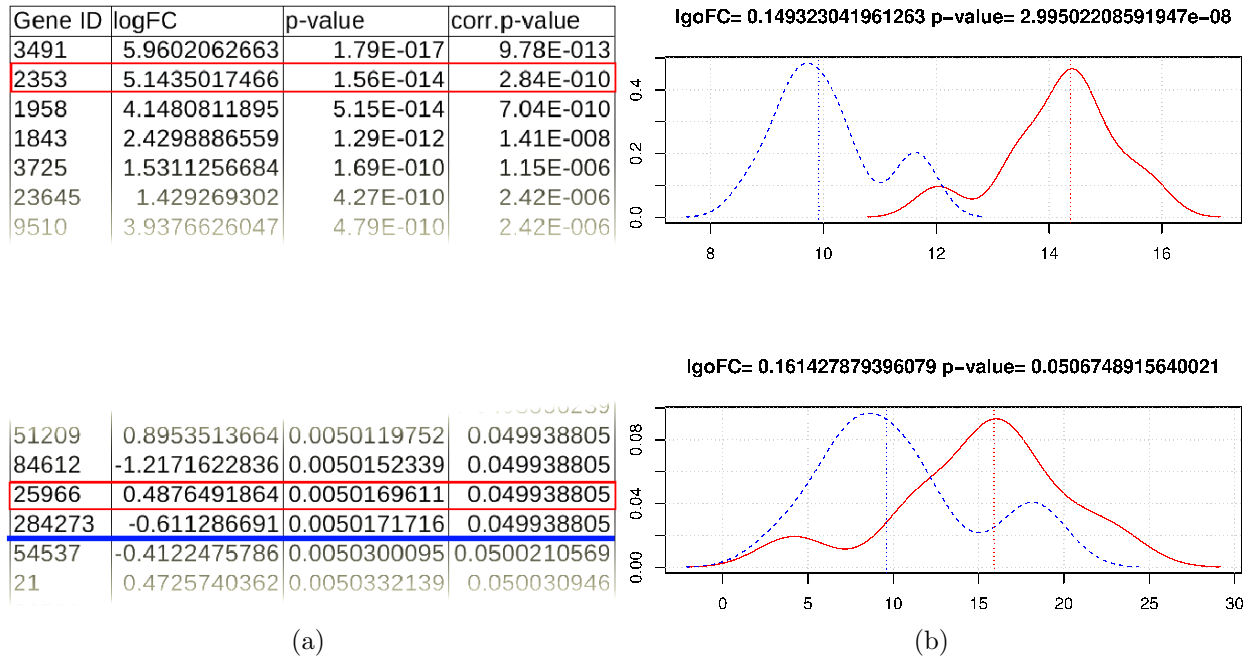 Gene ID logFC p-value corr.p-value
3491 5.9602062663 1.79E-017 9.78E-013
2353 5.1435017466 1.56E-014 2.84E-010
1958 4.1480811895 5.15E-014 7.04E-010
1843 2.4298886559 1.29E-012 1.41E-008
3725 1.5311256684 1.69E-010 1.15E-006
23645 1.429269302 4.27E-010 2.42E-006
9510 3.9376626047 4.79E-010 2.42E-006
51209 0.8953513664 0.0050119752 0.049938805
84612 -1.2171622836 0.0050152339 0.049938805
25966 0.4876491864 0.0050169611 0.049938805
284273 -0.611286691 0.0050171716 0.049938805
54537 -0.4122475786 0.0050300095 0.0500210569
21 0.4725740362 0.0050332139 0.050030946
(a)
lgoFC= 0.149323041961263 p-value= 2.99502208591947e-08
0.4
0.2
0.0
8 10 12 14 16
lgoFC= 0.161427879396079 p-value= 0.0506748915640021
0.08
0.04
0.00
0 5 10 15 20 25 30
(b)